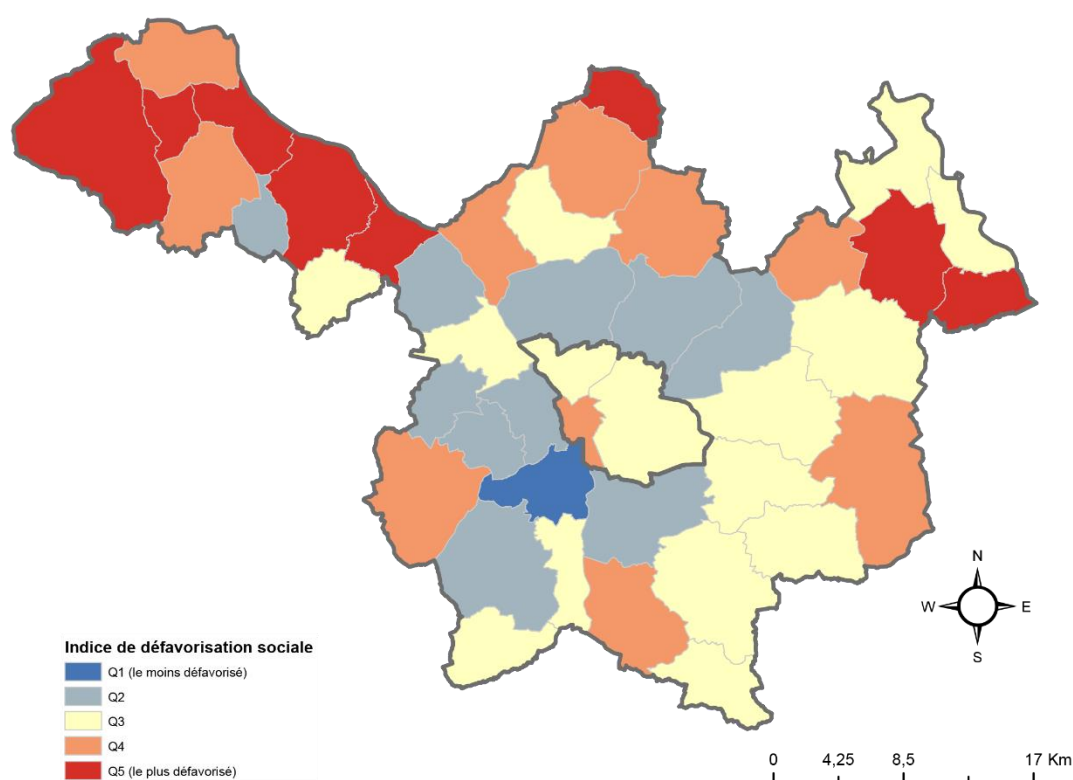 N
W E
S
Indice de défavorisation sociale
Q1 (le moins défavorisé)
Q2
Q3
Q4
Q5 (le plus défavorisé)
0 4,25 8,5 17 Km